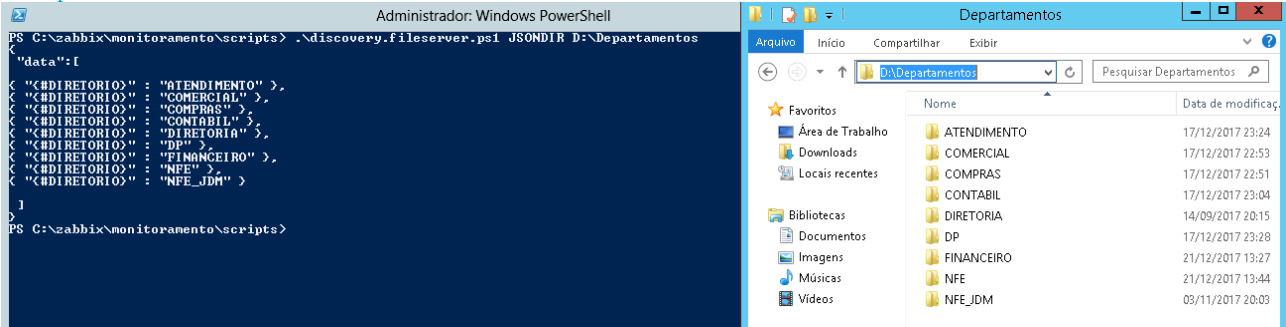 Administrador: Windows PowerShell
PS C:\zabbix\monitoramento\scripts> .\discovery.fileserver.ps1 JSONDIR D:\Departamentos
{
"data":[
{ "{#DIRETORIO}" : "ATENDIMENTO" },
{ "{#DIRETORIO}" : "COMERCIAL" },
{ "{#DIRETORIO}" : "COMPRAS" },
{ "{#DIRETORIO}" : "CONTABIL" },
{ "{#DIRETORIO}" : "DIRETORIA" },
{ "{#DIRETORIO}" : "DP" },
{ "{#DIRETORIO}" : "FINANCEIRO" },
{ "{#DIRETORIO}" : "NFE" },
{ "{#DIRETORIO}" : "NFE_JDM" }
]
}
PS C:\zabbix\monitoramento\scripts>
Departamentos
Arquivo Início Compartilhar Exibir
D:\Departamentos Pesquisar Departamentos
Favoritos
Área de Trabalho
Downloads
Locais recentes
Bibliotecas
Documentos
Imagens
Músicas
Vídeos
Nome Data de modificaç
ATENDIMENTO 17/12/2017 23:24
COMERCIAL 17/12/2017 22:53
COMPRAS 17/12/2017 22:51
CONTABIL 17/12/2017 23:04
DIRETORIA 14/09/2017 20:15
DP 17/12/2017 23:28
FINANCEIRO 21/12/2017 13:27
NFE 21/12/2017 13:44
NFE_JDM 03/11/2017 20:03